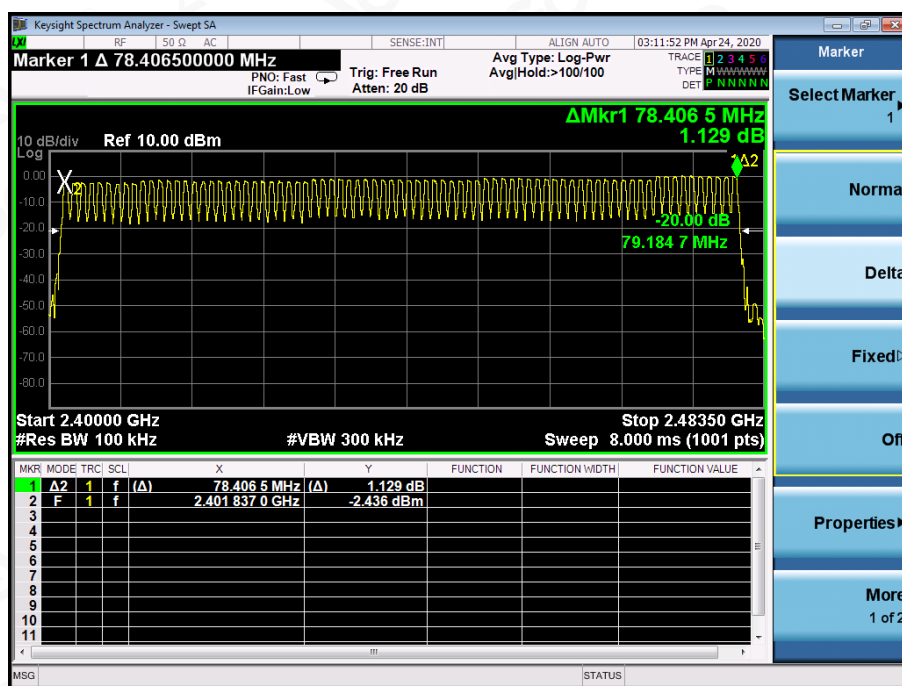 Keysight Spectrum Analyzer - Swept SA
LXI RF 50 Ω AC SENSE:INT ALIGN AUTO 03:11:52 PM Apr 24, 2020
Marker 1 Δ 78.406500000 MHz
PNO: Fast
IFGain:Low
Trig: Free Run
Atten: 20 dB
Avg Type: Log-Pwr
Avg|Hold:>100/100
TRACE 1 2 3 4 5 6
TYPE M WWWWW
DET P N N N N N
ΔMkr1 78.406 5 MHz
1.129 dB
10 dB/div Ref 10.00 dBm
Log
1Δ2
0.00
X2
-10.0
-20.00 dB
-20.0
79.184 7 MHz
-30.0
-40.0
-50.0
-60.0
-70.0
-80.0
Start 2.40000 GHz Stop 2.48350 GHz
#Res BW 100 kHz #VBW 300 kHz Sweep 8.000 ms (1001 pts)
MKR MODE TRC SCL X Y FUNCTION FUNCTION WIDTH FUNCTION VALUE
1 Δ2 1 f (Δ) 78.406 5 MHz (Δ) 1.129 dB
2 F 1 f 2.401 837 0 GHz -2.436 dBm
3
4
5
6
7
8
9
10
11
MSG STATUS
Marker
Select Marker
1
Norma
Delta
Fixed
Of
Properties
More
1 of 2